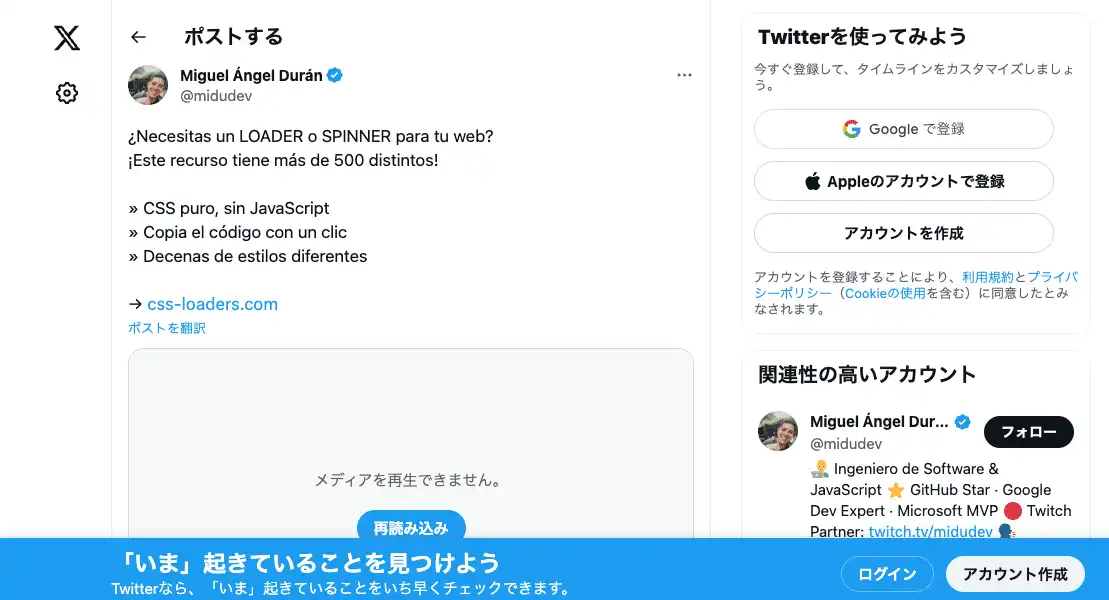 ポストする
Miguel Ángel Durán
@midudev
¿Necesitas un LOADER o SPINNER para tu web?
¡Este recurso tiene más de 500 distintos!
» CSS puro, sin JavaScript
» Copia el código con un clic
» Decenas de estilos diferentes
→ css-loaders.com
ポストを翻訳
メディアを再生できません。
再読み込み
Twitterを使ってみよう
今すぐ登録して、タイムラインをカスタマイズしましょ
う。
Google で登録
Appleのアカウントで登録
アカウントを作成
アカウントを登録することにより、利用規約とプライバ
シーポリシー（Cookieの使用を含む）に同意したとみ
なされます。
関連性の高いアカウント
Miguel Ángel Dur...
@midudev
フォロー
Ingeniero de Software &
JavaScript ⭐ GitHub Star · Google
Dev Expert · Microsoft MVP 🔴 Twitch
Partner: twitch.tv/midudev
「いま」起きていることを見つけよう
Twitterなら、「いま」起きていることをいち早くチェックできます。
ログイン
アカウント作成